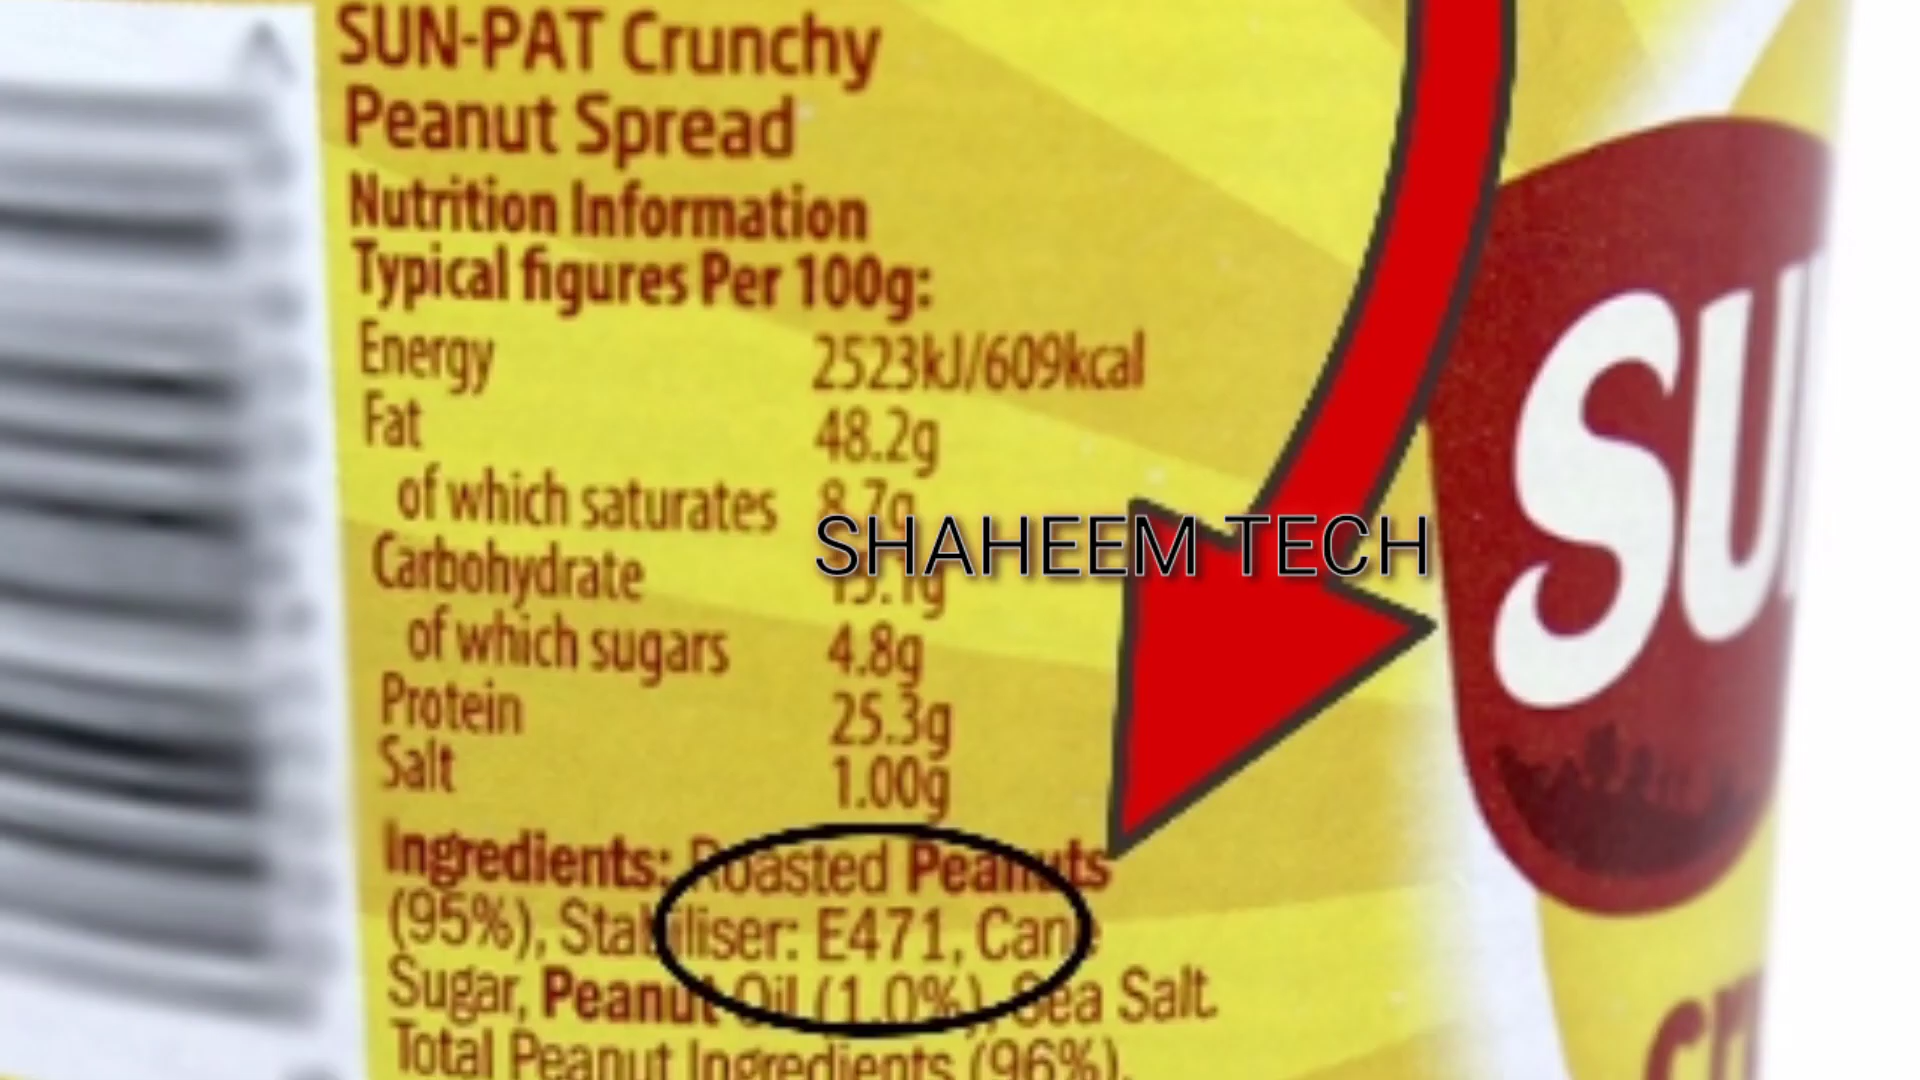 SUN-PAT Crunchy
Peanut Spread
Nutrition Information
Typical figures Per 100g:
Energy 2523kJ/609kcal
Fat 48.2g
of which saturates 8.7g
SHAHEEM TECH
Carbohydrate
of which sugars 4.8g
Protein 25.3g
Salt 1.00g
Ingredients: Roasted Peanuts
(95%), Stabiliser: E471, Cane
Sugar, Peanut Oil (1.0%), Sea Salt.
Total Peanut Ingredients (96%).
SU